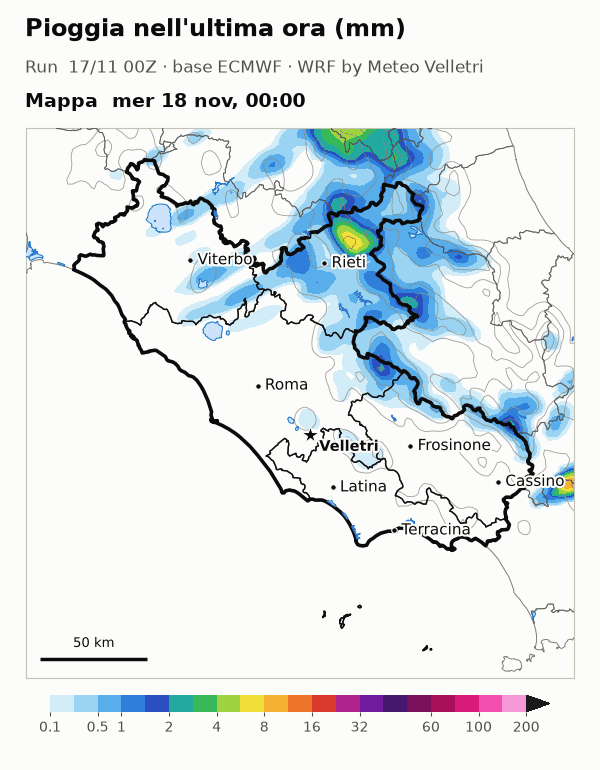 Pioggia nell'ultima ora (mm)
Run  17/11 00Z · base ECMWF · WRF by Meteo Velletri
Mappa  mer 18 nov, 00:00
Viterbo
Rieti
Roma
Velletri
Frosinone
Cassino
Latina
Terracina
50 km
0.1 0.5 1 2 4 8 16 32 60 100 200